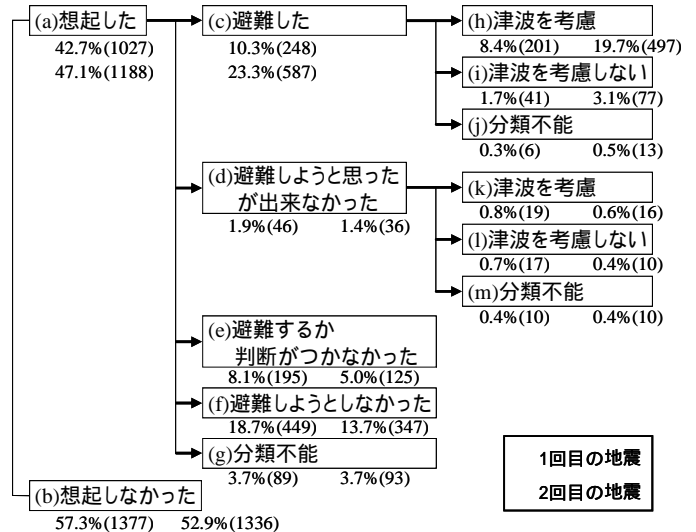 (a)想起した
42.7%(1027)
47.1%(1188)
(c)避難した
10.3%(248)
23.3%(587)
(h)津波を考慮
8.4%(201) 19.7%(497)
(i)津波を考慮しない
1.7%(41) 3.1%(77)
(j)分類不能
0.3%(6) 0.5%(13)
(d)避難しようと思った
が出来なかった
1.9%(46) 1.4%(36)
(k)津波を考慮
0.8%(19) 0.6%(16)
(l)津波を考慮しない
0.7%(17) 0.4%(10)
(m)分類不能
0.4%(10) 0.4%(10)
(e)避難するか
判断がつかなかった
8.1%(195) 5.0%(125)
(f)避難しようとしなかった
18.7%(449) 13.7%(347)
(g)分類不能
3.7%(89) 3.7%(93)
(b)想起しなかった
57.3%(1377) 52.9%(1336)
1回目の地震
2回目の地震